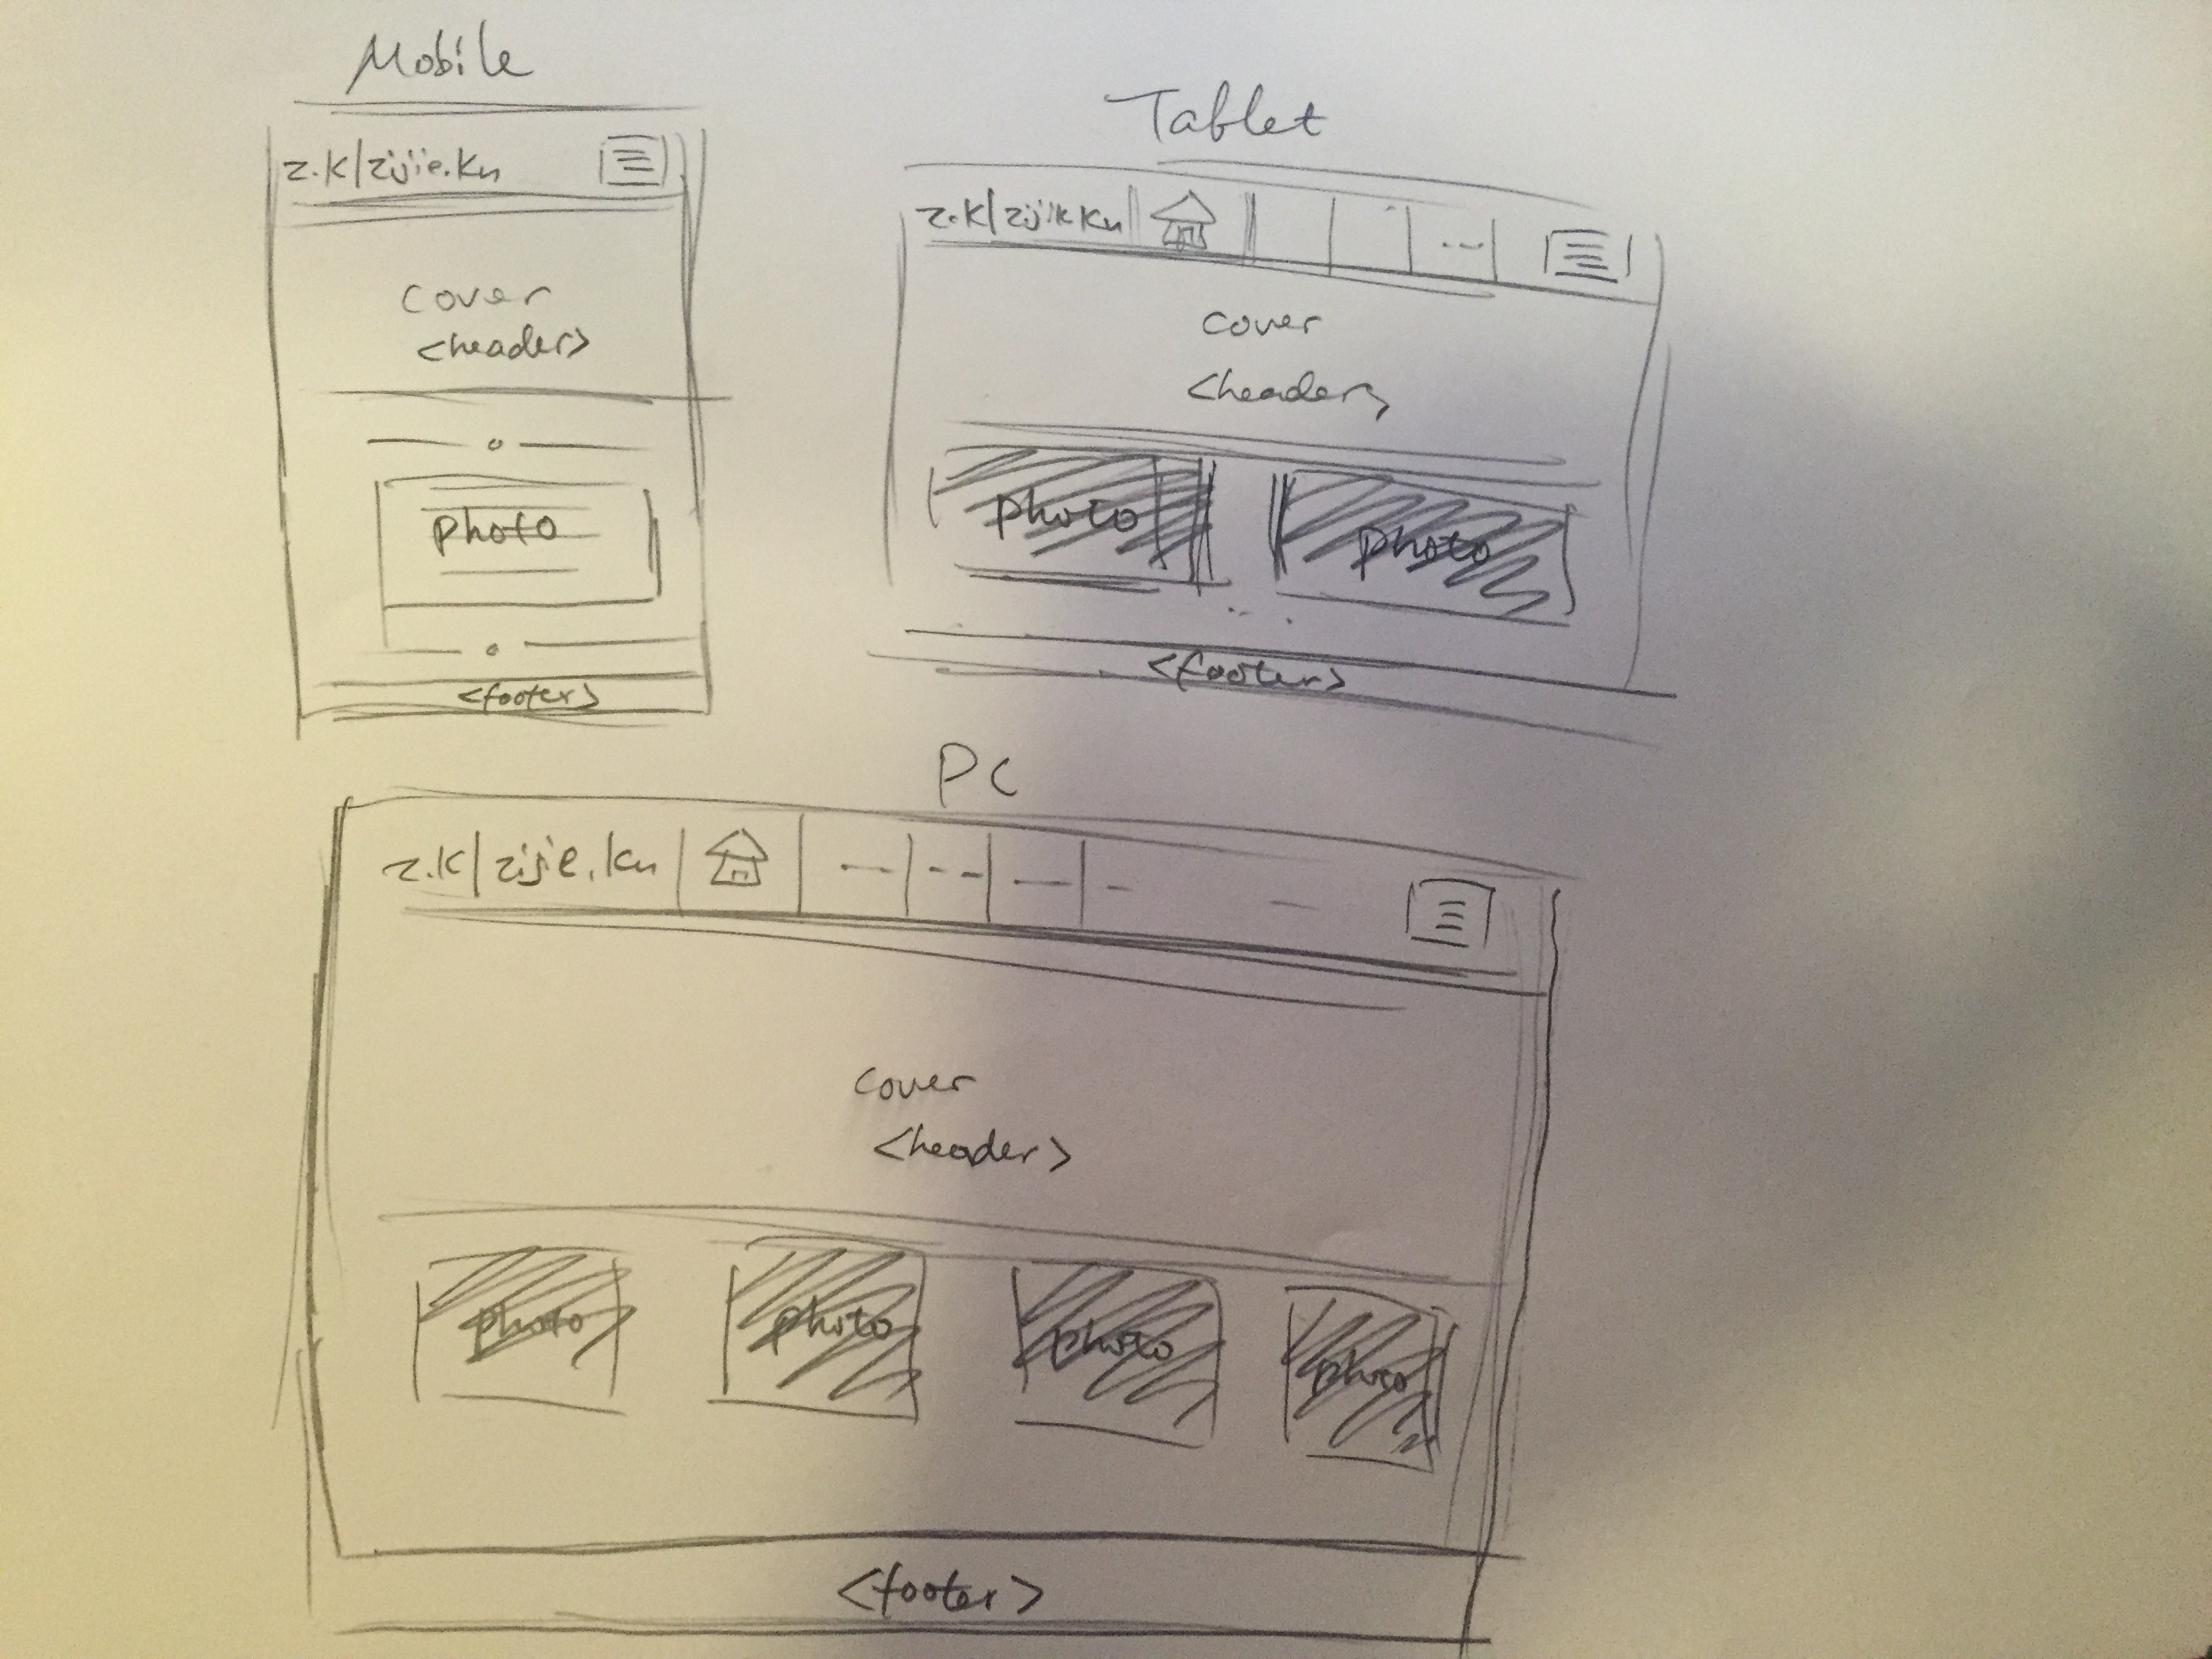 Mobile
z.K|zijie.Ku
cover
<header>
photo
<footer>
Tablet
z.K|zijie.Ku
cover
<header>
photo photo
<footer>
PC
z.K|zijie.Ku
cover
<header>
photo photo photo photo
<footer>